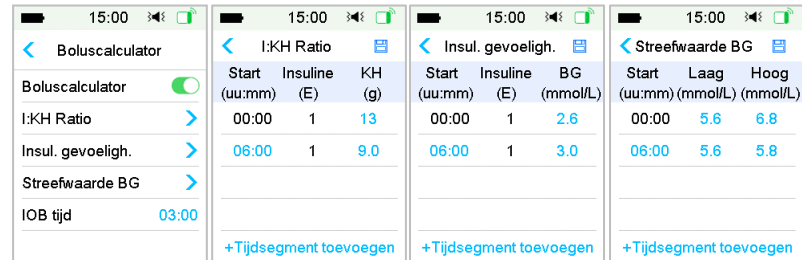 15:00
Boluscalculator
Boluscalculator
I:KH Ratio
Insul. gevoeligh.
Streefwaarde BG
IOB tijd 03:00
15:00
I:KH Ratio
Start Insuline KH
(uu:mm) (E) (g)
00:00 1 13
06:00 1 9.0
+Tijdsegment toevoegen
15:00
Insul. gevoeligh.
Start Insuline BG
(uu:mm) (E) (mmol/L)
00:00 1 2.6
06:00 1 3.0
+Tijdsegment toevoegen
15:00
Streefwaarde BG
Start Laag Hoog
(uu:mm) (mmol/L) (mmol/L)
00:00 5.6 6.8
06:00 5.6 5.8
+Tijdsegment toevoegen